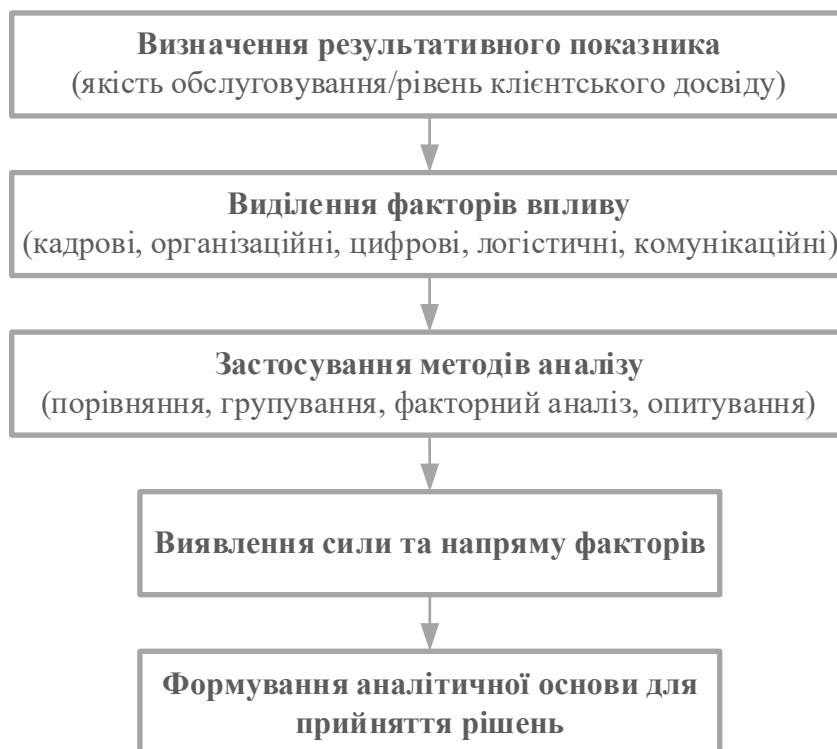 Визначення результативного показника
(якість обслуговування/рівень клієнтського досвіду)
Виділення факторів впливу
(кадрові, організаційні, цифрові, логістичні, комунікаційні)
Застосування методів аналізу
(порівняння, групування, факторний аналіз, опитування)
Виявлення сили та напряму факторів
Формування аналітичної основи для
прийняття рішень